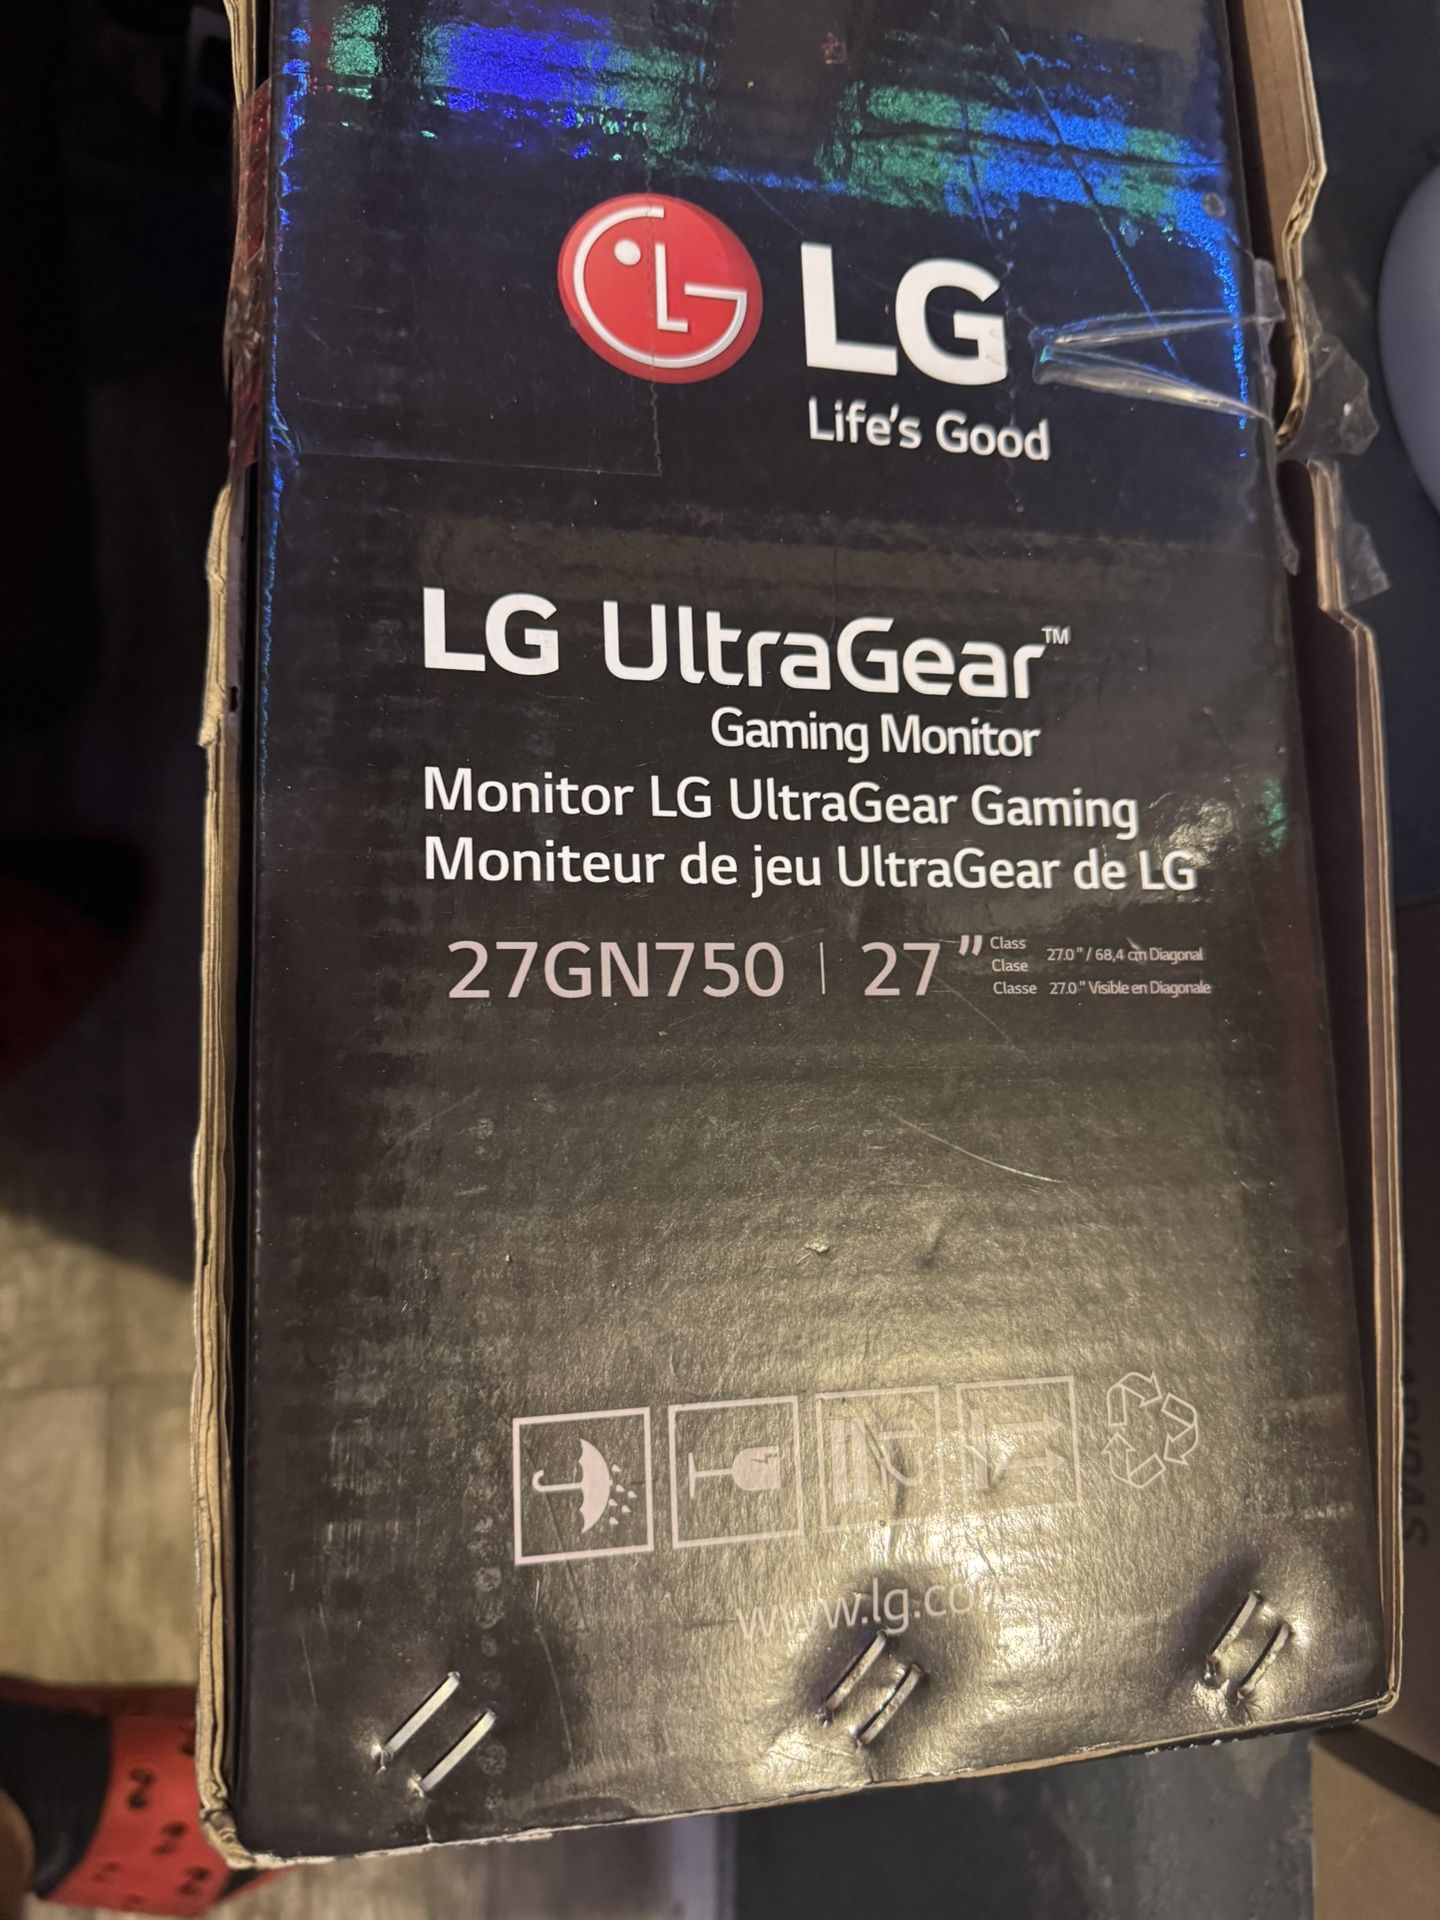 LG
Life's Good
LG UltraGear™
Gaming Monitor
Monitor LG UltraGear Gaming
Moniteur de jeu UltraGear de LG
27GN750 | 27" Class 27.0" / 68,4 cm Diagonal
Clase
Classe 27.0" Visible en Diagonale
www.lg.co